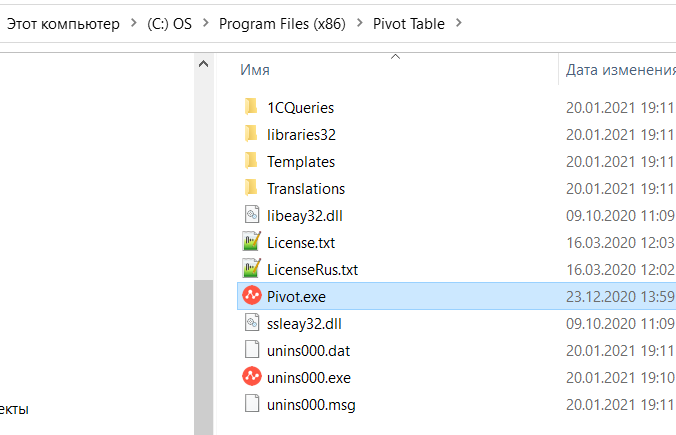 Этот компьютер > (C:) OS > Program Files (x86) > Pivot Table >
Имя Дата изменения
1CQueries 20.01.2021 19:11
libraries32 20.01.2021 19:11
Templates 20.01.2021 19:11
Translations 20.01.2021 19:11
libeay32.dll 09.10.2020 11:09
License.txt 16.03.2020 12:03
LicenseRus.txt 16.03.2020 12:02
Pivot.exe 23.12.2020 13:59
ssleay32.dll 09.10.2020 11:09
unins000.dat 20.01.2021 19:11
unins000.exe 20.01.2021 19:10
unins000.msg 20.01.2021 19:11
екты